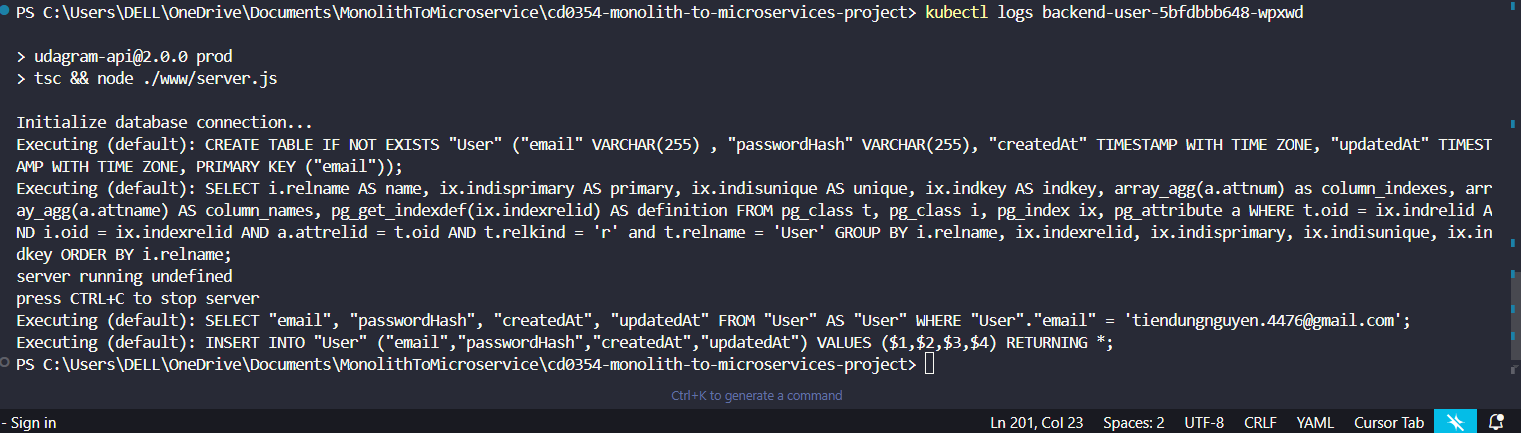 PS C:\Users\DELL\OneDrive\Documents\MonolithToMicroservice\cd0354-monolith-to-microservices-project> kubectl logs backend-user-5bfdbbb648-wpxwd
> udagram-api@2.0.0 prod
> tsc && node ./www/server.js
Initialize database connection...
Executing (default): CREATE TABLE IF NOT EXISTS "User" ("email" VARCHAR(255) , "passwordHash" VARCHAR(255), "createdAt" TIMESTAMP WITH TIME ZONE, "updatedAt" TIMEST
AMP WITH TIME ZONE, PRIMARY KEY ("email"));
Executing (default): SELECT i.relname AS name, ix.indisprimary AS primary, ix.indisunique AS unique, ix.indkey AS indkey, array_agg(a.attnum) as column_indexes, arr
ay_agg(a.attname) AS column_names, pg_get_indexdef(ix.indexrelid) AS definition FROM pg_class t, pg_class i, pg_index ix, pg_attribute a WHERE t.oid = ix.indrelid A
ND i.oid = ix.indexrelid AND a.attrelid = t.oid AND t.relkind = 'r' and t.relname = 'User' GROUP BY i.relname, ix.indexrelid, ix.indisprimary, ix.indisunique, ix.in
dkey ORDER BY i.relname;
server running undefined
press CTRL+C to stop server
Executing (default): SELECT "email", "passwordHash", "createdAt", "updatedAt" FROM "User" AS "User" WHERE "User"."email" = 'tiendungnguyen.4476@gmail.com';
Executing (default): INSERT INTO "User" ("email","passwordHash","createdAt","updatedAt") VALUES ($1,$2,$3,$4) RETURNING *;
PS C:\Users\DELL\OneDrive\Documents\MonolithToMicroservice\cd0354-monolith-to-microservices-project>
Ctrl+K to generate a command
- Sign in Ln 201, Col 23 Spaces: 2 UTF-8 CRLF YAML Cursor Tab